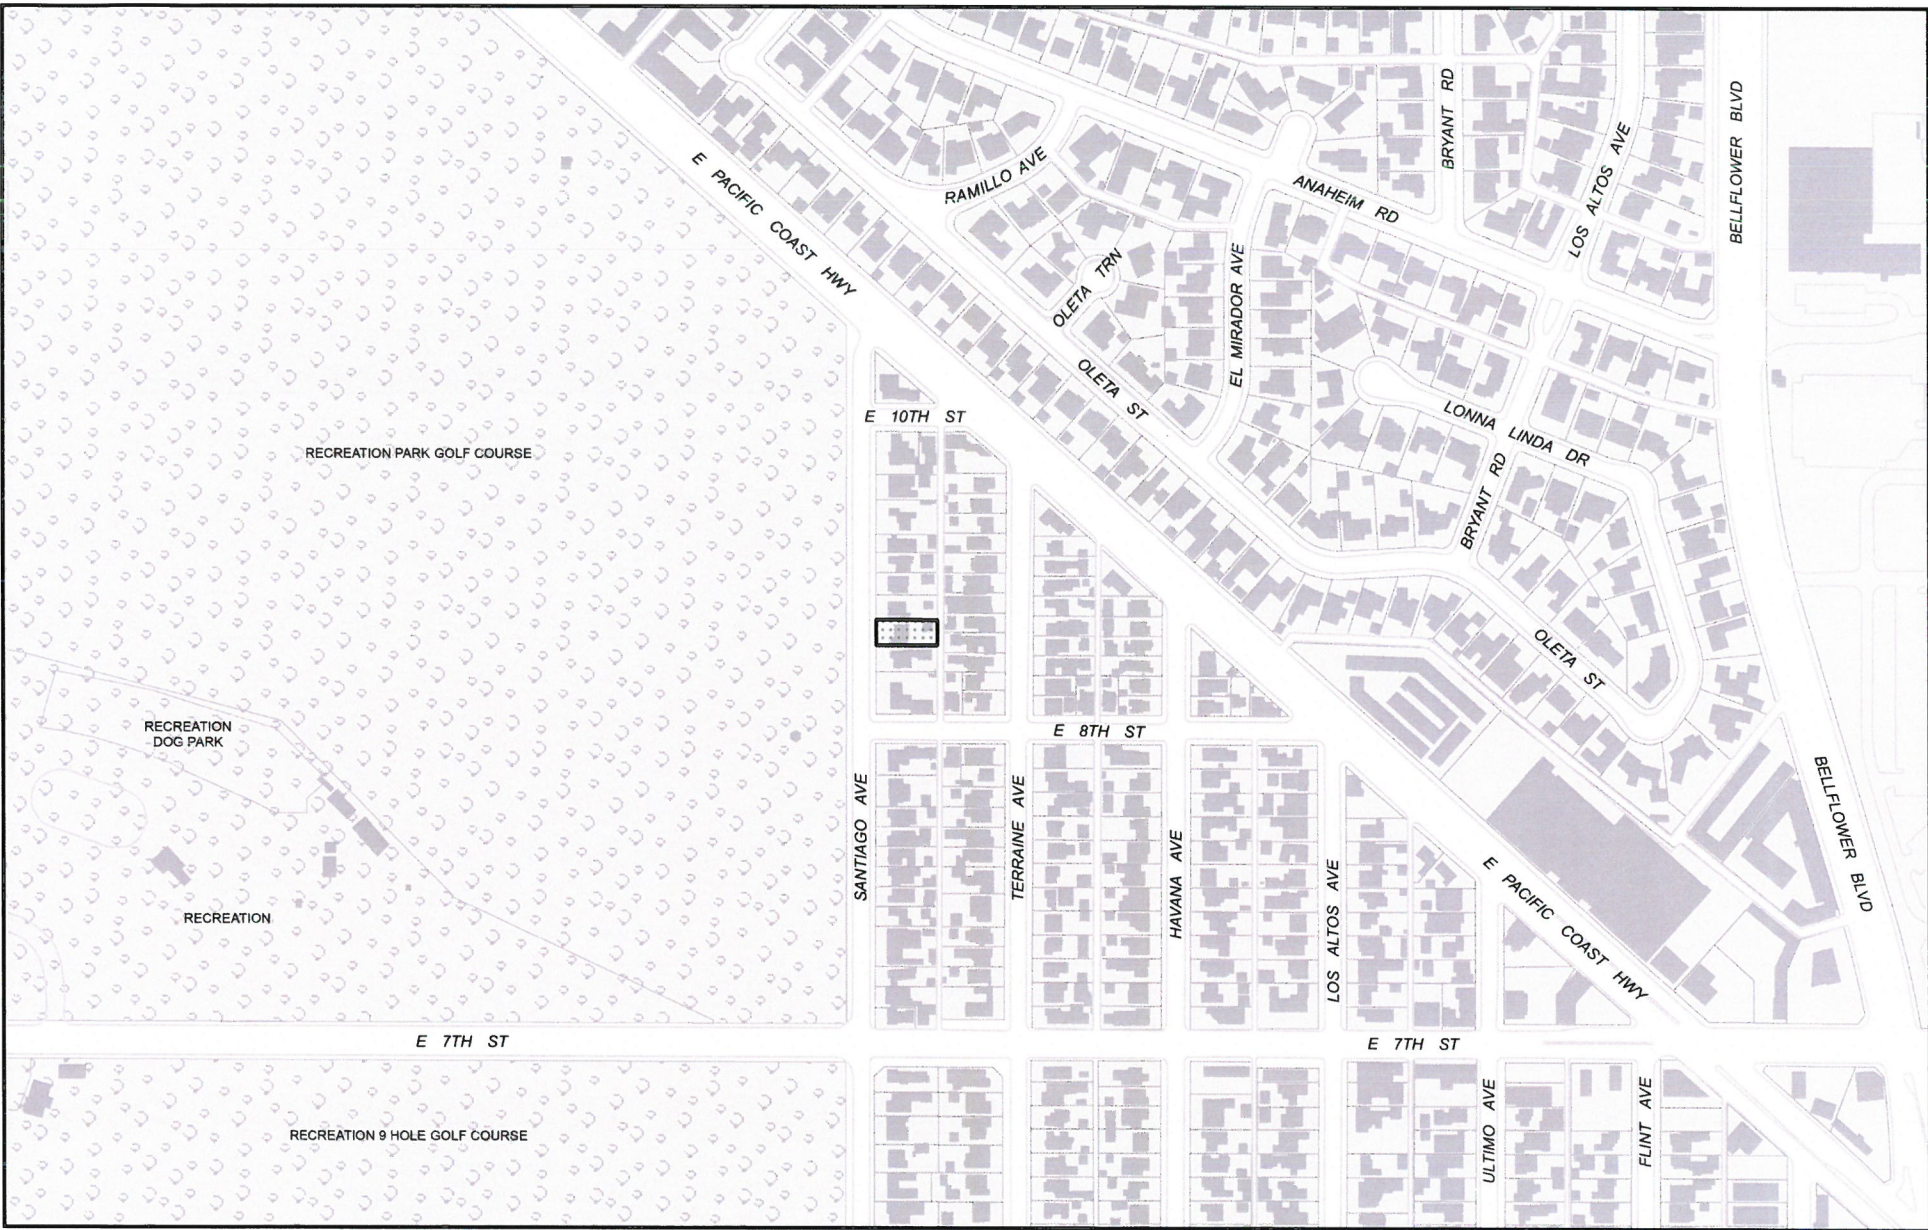 BRYANT RD
BELLFLOWER BLVD
LOS ALTOS AVE
RAMILLO AVE
E PACIFIC COAST HWY
ANAHEIM RD
OLETA TRN
EL MIRADOR AVE
OLETA ST
E 10TH ST
LONNA LINDA DR
RECREATION PARK GOLF COURSE
BRYANT RD
OLETA ST
RECREATION
DOG PARK
E 8TH ST
SANTIAGO AVE
TERRAINE AVE
HAVANA AVE
LOS ALTOS AVE
E PACIFIC COAST HWY
BELLFLOWER BLVD
RECREATION
E 7TH ST
E 7TH ST
ULTIMO AVE
FLINT AVE
RECREATION 9 HOLE GOLF COURSE